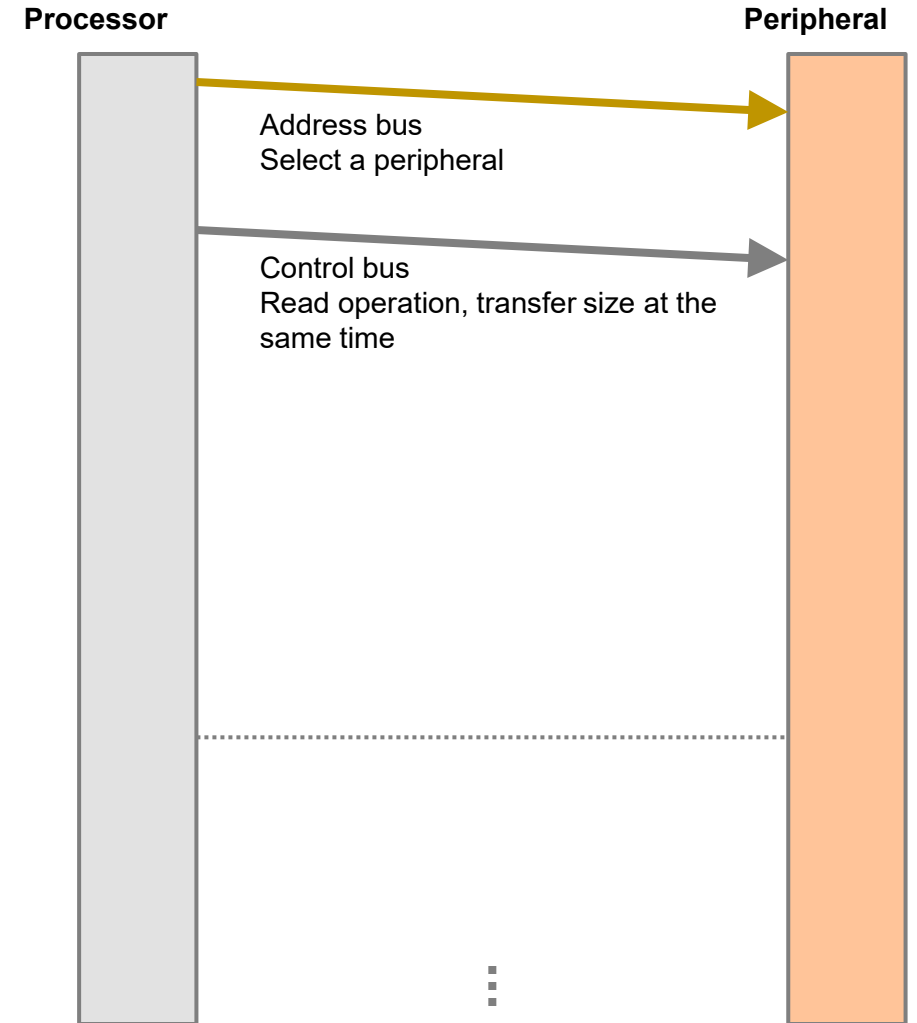 Processor
Peripheral
Address bus
Select a peripheral
Control bus
Read operation, transfer size at the
same time